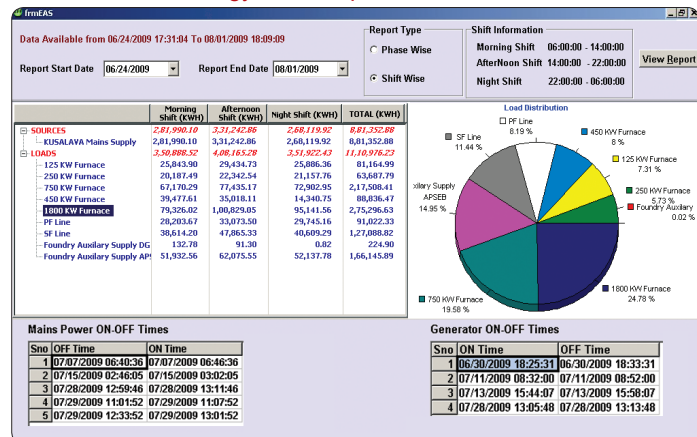 frmEAS
Data Available from 06/24/2009 17:31:04 To 08/01/2009 18:09:09
Report Start Date 06/24/2009 Report End Date 08/01/2009
Report Type
Phase Wise
Shift Wise
Shift Information
Morning Shift 06:00:00 - 14:00:00
AfterNoon Shift 14:00:00 - 22:00:00
Night Shift 22:00:00 - 06:00:00
View Report
Morning Shift (KWH) Afternoon Shift (KWH) Night Shift (KWH) TOTAL (KWH)
SOURCES 2,81,990.10 3,31,242.86 2,68,119.92 8,81,352.88
KUSALAVA Mains Supply 2,81,990.10 3,31,242.86 2,68,119.92 8,81,352.88
LOADS 3,50,888.52 4,08,165.28 3,51,922.43 11,10,976.23
125 KW Furnace 25,843.90 29,434.73 25,886.36 81,164.99
250 KW Furnace 20,187.49 22,342.54 21,157.76 63,687.79
750 KW Furnace 67,170.29 77,435.17 72,902.95 2,17,508.41
450 KW Furnace 39,477.61 35,018.11 14,340.75 88,836.47
1800 KW Furnace 79,326.02 1,00,829.05 95,141.56 2,75,296.63
PF Line 28,203.67 33,073.50 29,745.16 91,022.33
SF Line 38,614.20 47,865.33 40,609.29 1,27,088.82
Foundry Auxilary Supply DG 132.78 91.30 0.82 224.90
Foundry Auxilary Supply AP 51,932.56 62,075.55 52,137.78 1,66,145.89
Load Distribution
PF Line
8.19 %
SF Line
11.44 %
450 KW Furnace
8 %
125 KW Furnace
7.31 %
250 KW Furnace
5.73 %
Foundry Auxilary
0.02 %
xilary Supply
APSEB
14.95 %
750 KW Furnace
19.58 %
1800 KW Furnace
24.78 %
Mains Power ON-OFF Times
Sno OFF Time ON Time
1 07/07/2009 06:40:36 07/07/2009 06:46:36
2 07/15/2009 02:46:05 07/15/2009 03:02:05
3 07/28/2009 12:59:46 07/28/2009 13:11:46
4 07/29/2009 11:01:52 07/29/2009 11:07:52
5 07/29/2009 12:33:52 07/29/2009 13:01:52
Generator ON-OFF Times
Sno ON Time OFF Time
1 06/30/2009 18:25:31 06/30/2009 18:33:31
2 07/11/2009 08:32:00 07/11/2009 08:52:00
3 07/13/2009 15:44:07 07/13/2009 15:58:07
4 07/28/2009 13:05:48 07/28/2009 13:13:48